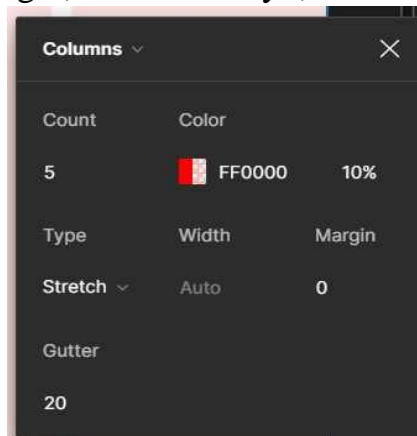 Columns
Count Color
5 FF0000 10%
Type Width Margin
Stretch Auto 0
Gutter
20